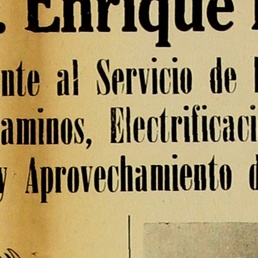 . Enrique
nte al Servicio de
aminos, Electrificaci
y Aprovechamiento d